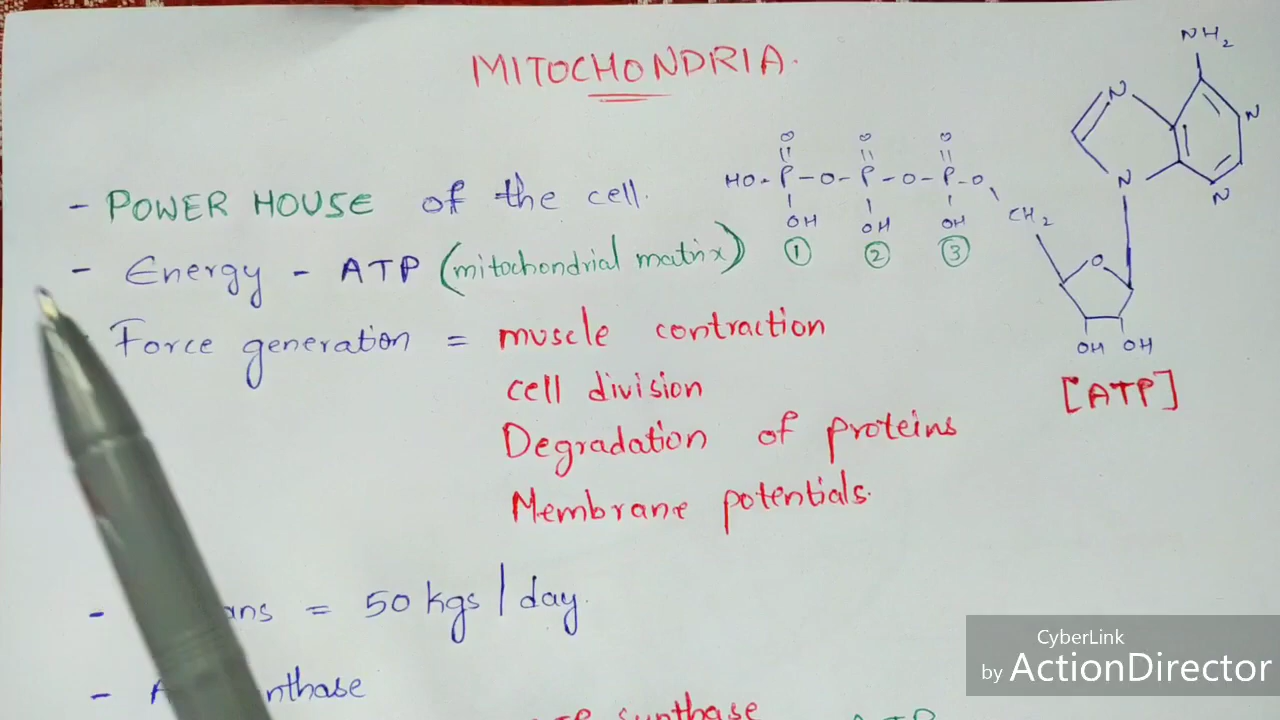 MITOCHONDRIA.
- POWER HOUSE of the cell.
- Energy - ATP (mitochondrial matrix)
Force generation = muscle contraction
cell division
Degradation of proteins
Membrane potentials.
= 50 kgs / day.
synthase
NH2
N N
N N
O O O
HO-P-O-P-O-P-O
OH OH OH
CH2
1 2 3
O
OH OH
[ATP]
CyberLink
by ActionDirector